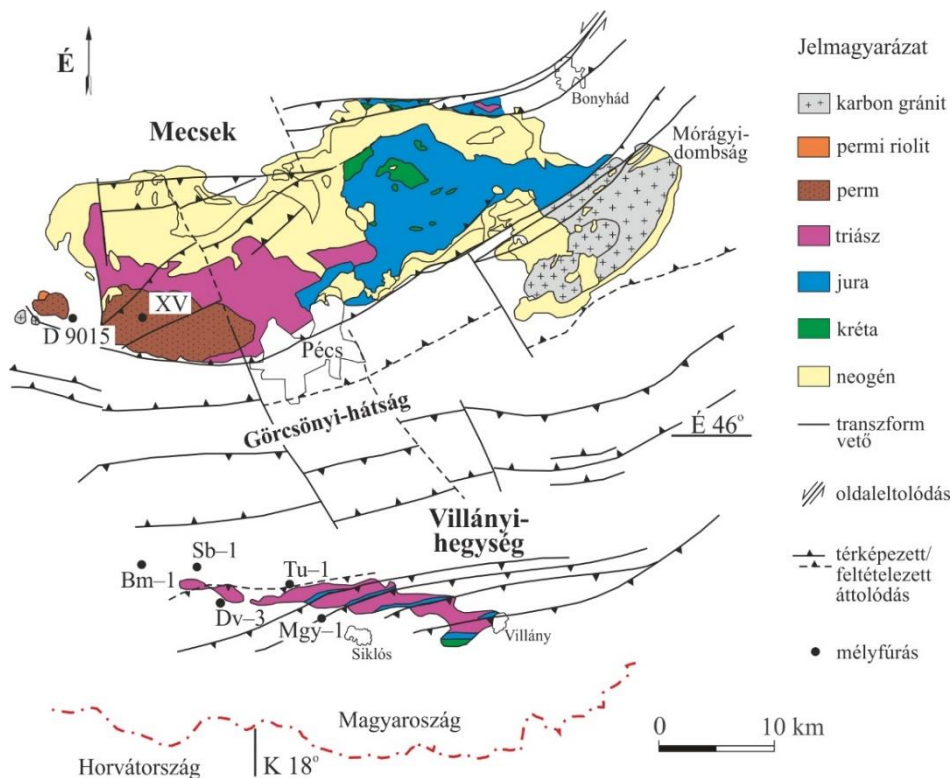 É
Mecsek
Bonyhád
Mórágyi-
dombság
XV
D 9015
Pécs
Görcsönyi-hátság
É 46°
Villányi-
hegység
Sb–1
Bm–1
Tu–1
Dv–3
Mgy–1
Siklós
Villány
Magyaroszág
Horvátország
K 18°
0 10 km
Jelmagyarázat
karbon gránit
permi riolit
perm
triász
jura
kréta
neogén
transzform
vető
oldaleltolódás
térképezett/
feltételezett
áttolódás
mélyfúrás